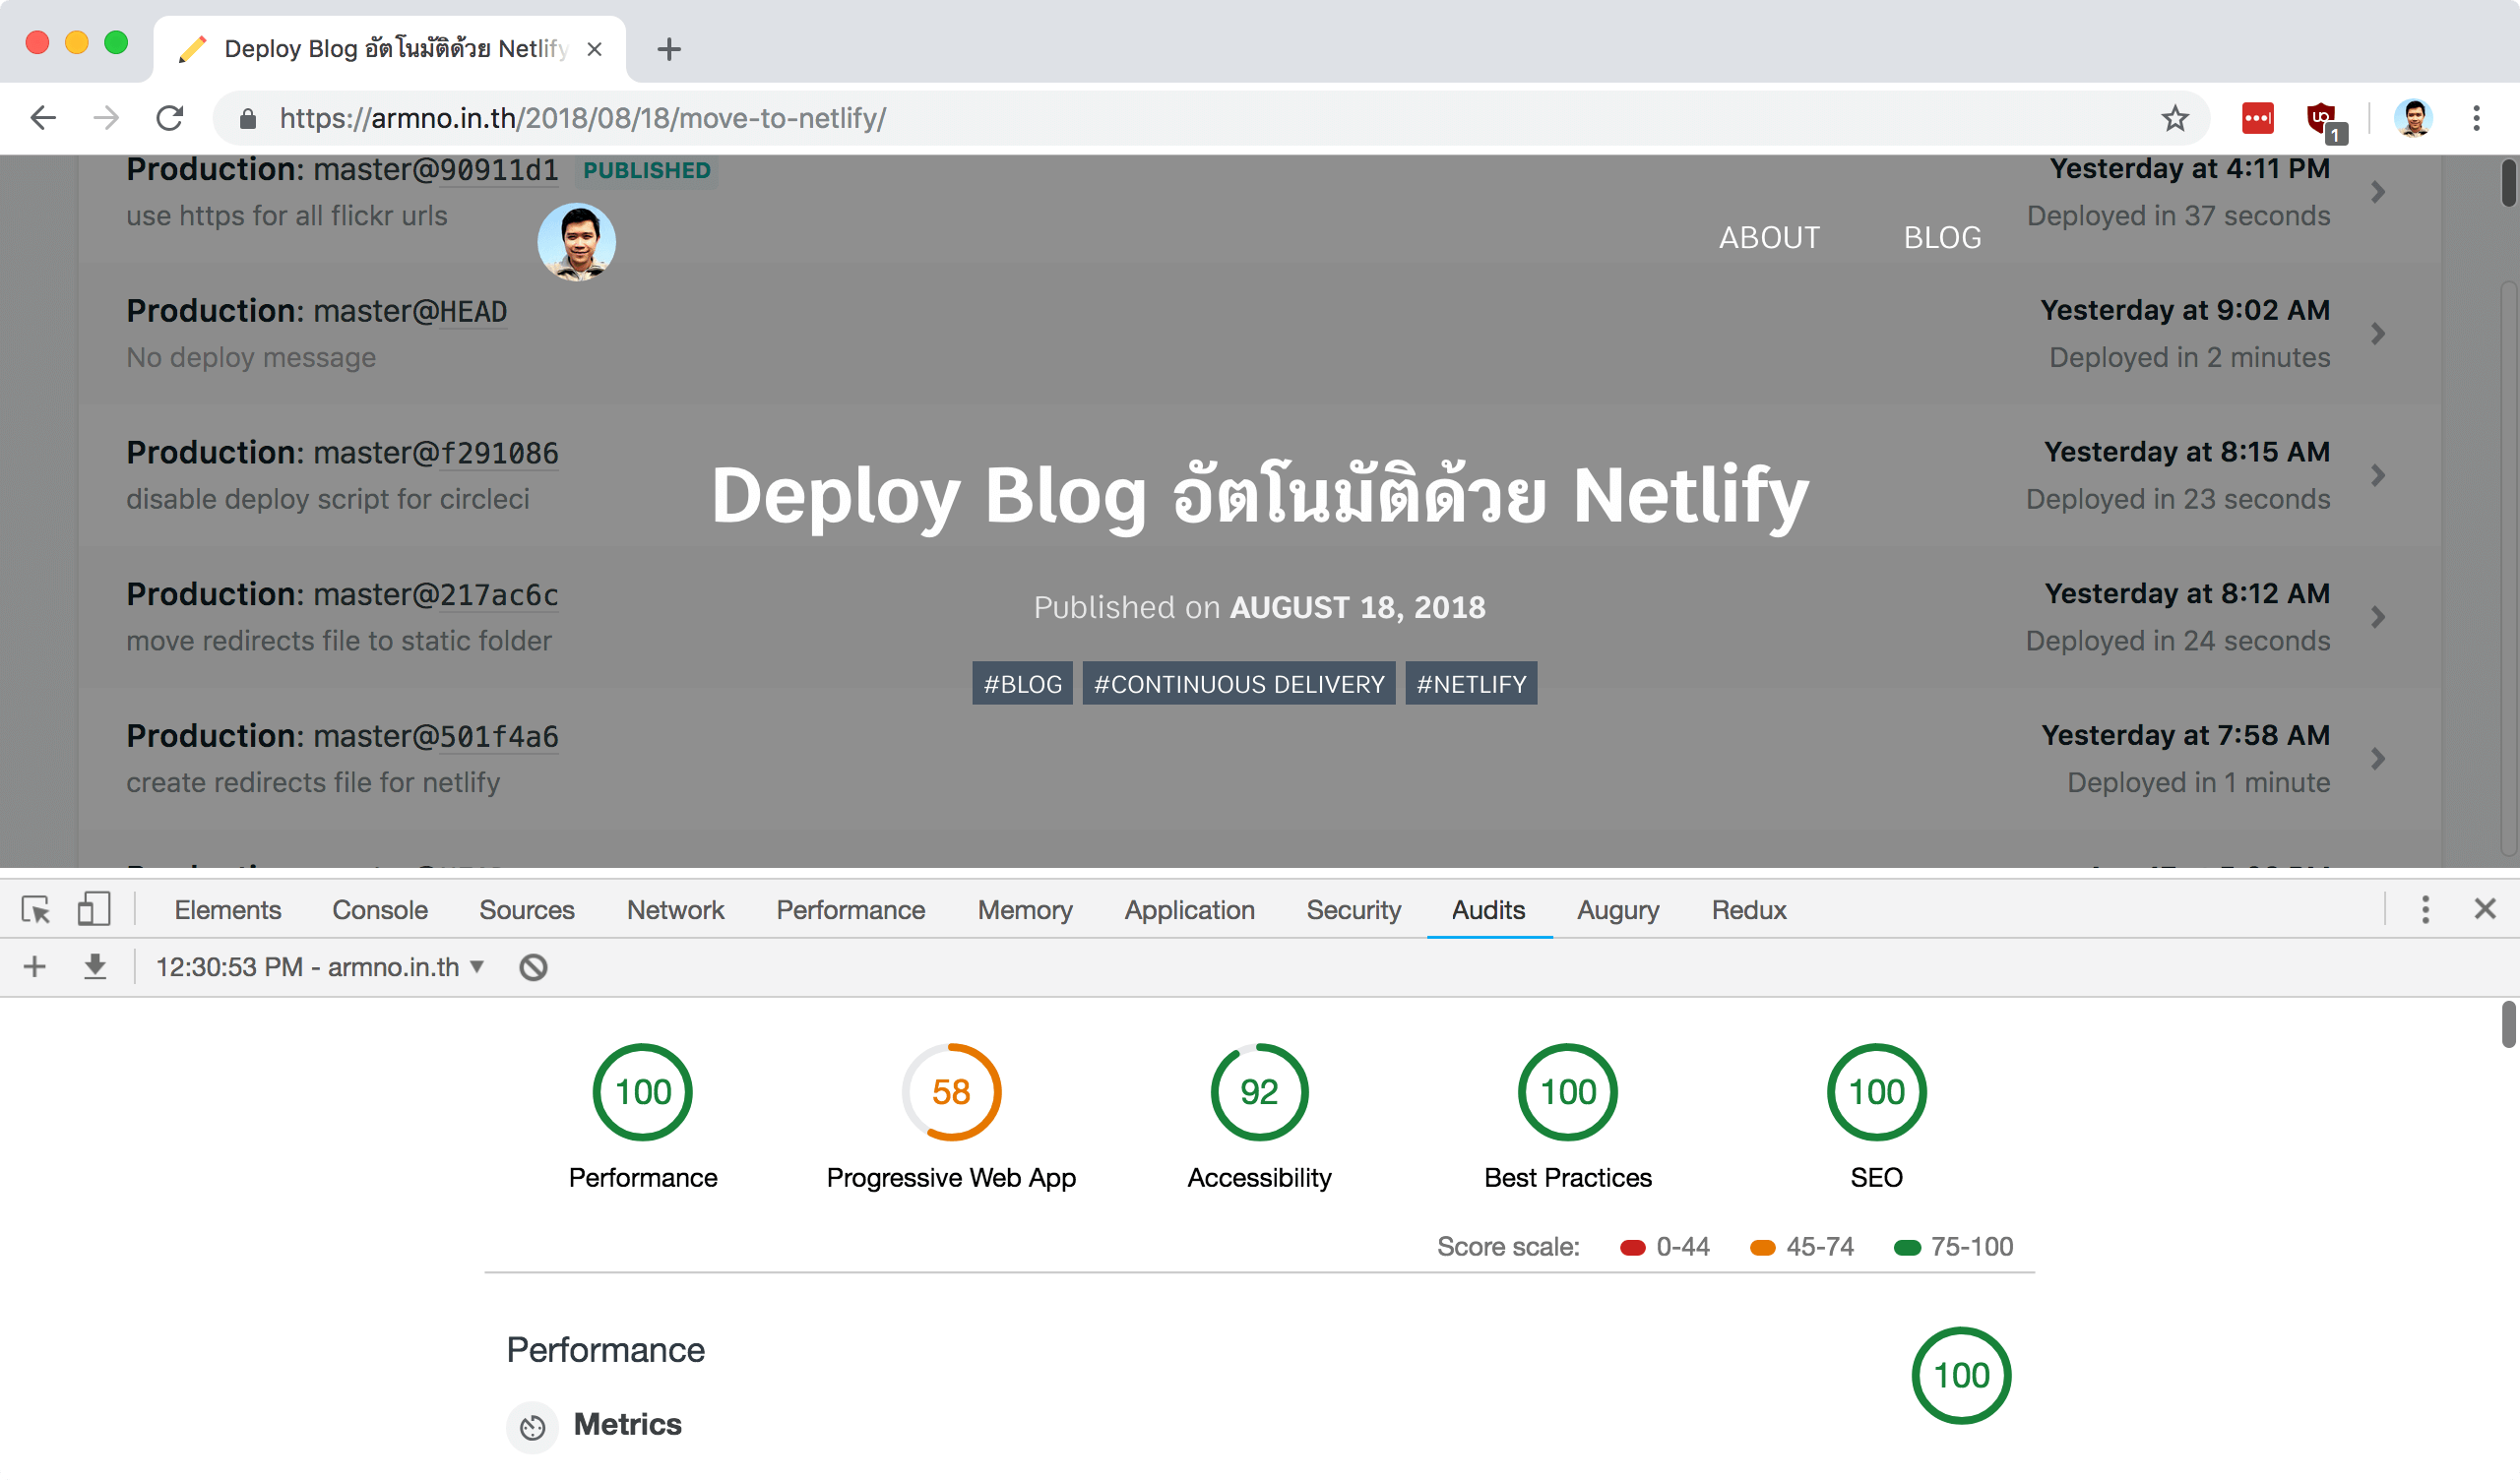 Deploy Blog อัตโนมัติด้วย Netlify
https://armno.in.th/2018/08/18/move-to-netlify/
1
Production: master@90911d1 PUBLISHED
Yesterday at 4:11 PM
use https for all flickr urls
Deployed in 37 seconds
ABOUT BLOG
Production: master@HEAD
Yesterday at 9:02 AM
No deploy message
Deployed in 2 minutes
Production: master@f291086
Yesterday at 8:15 AM
disable deploy script for circleci
Deployed in 23 seconds
Deploy Blog อัตโนมัติด้วย Netlify
Production: master@217ac6c
Yesterday at 8:12 AM
Published on AUGUST 18, 2018
move redirects file to static folder
Deployed in 24 seconds
#BLOG #CONTINUOUS DELIVERY #NETLIFY
Production: master@501f4a6
Yesterday at 7:58 AM
create redirects file for netlify
Deployed in 1 minute
Elements Console Sources Network Performance Memory Application Security Audits Augury Redux
12:30:53 PM - armno.in.th
100 58 92 100 100
Performance Progressive Web App Accessibility Best Practices SEO
Score scale: 0-44 45-74 75-100
Performance
100
Metrics